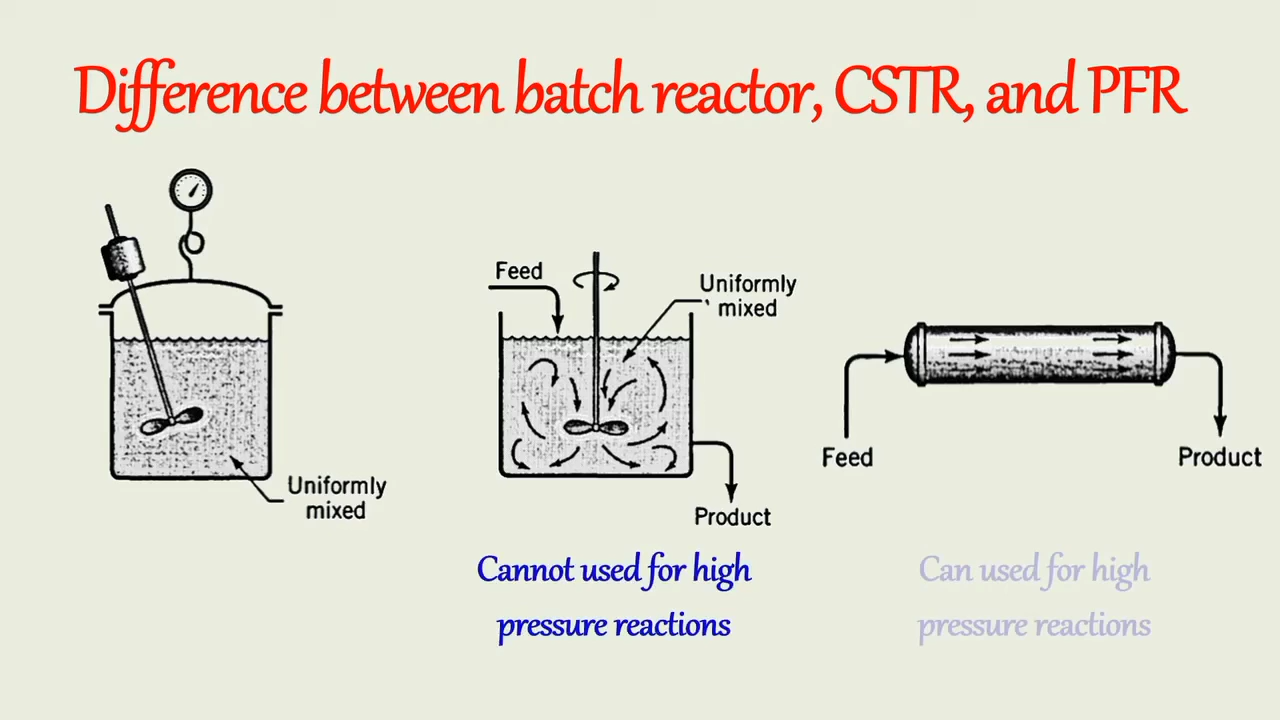 Difference between batch reactor, CSTR, and PFR
Uniformly
mixed
Feed
Uniformly
mixed
Product
Feed
Product
Cannot used for high
pressure reactions
Can used for high
pressure reactions